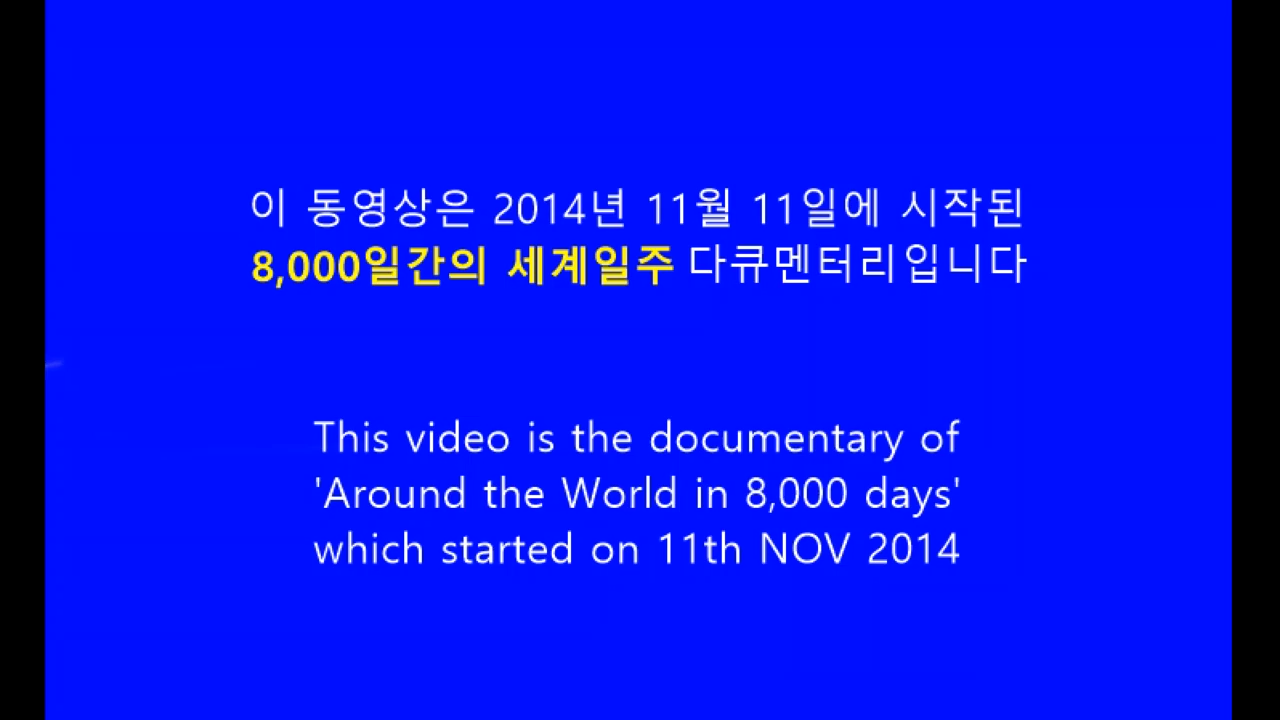 이 동영상은 2014년 11월 11일에 시작된
8,000일간의 세계일주 다큐멘터리입니다
This video is the documentary of
'Around the World in 8,000 days'
which started on 11th NOV 2014